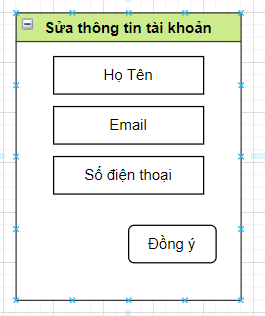 Sửa thông tin tài khoản
Họ Tên
Email
Số điện thoại
Đồng ý